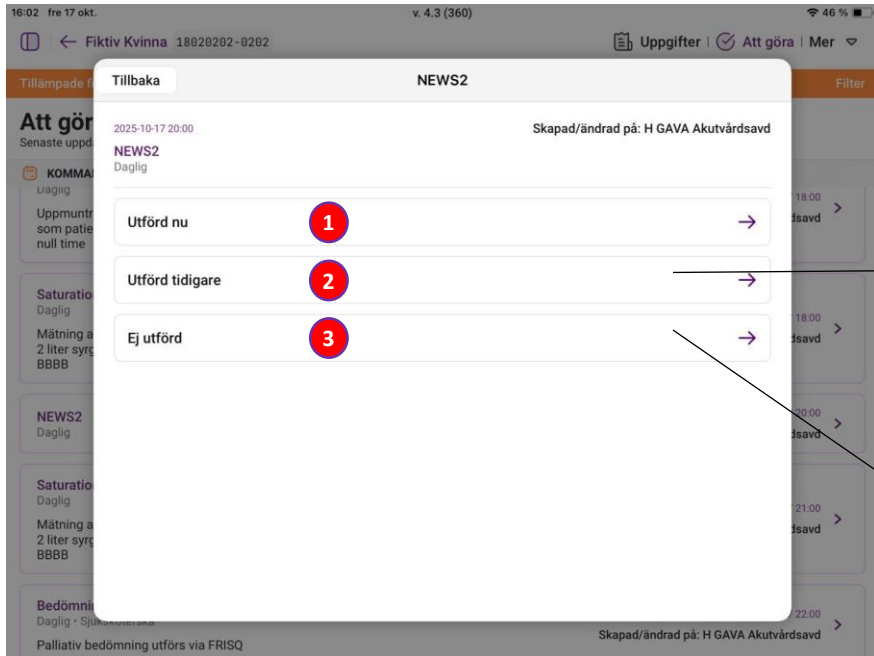 16:02 fre 17 okt. v. 4.3 (360) 46 %
Fiktiv Kvinna 18020202-0202 Uppgifter Att göra Mer
Tillämpade f Filter
Tillbaka NEWS2
Att gör
Senaste uppd
2025-10-17 20:00 Skapad/ändrad på: H GAVA Akutvårdsavd
NEWS2
Daglig
KOMMA
Daglig
Uppmuntr
som patie
null time
18:00
dsavd
Utförd nu 1
Utförd tidigare 2
Ej utförd 3
Saturatio
Daglig
Mätning a
2 liter syrg
BBBB
18:00
dsavd
NEWS2
Daglig
20:00
dsavd
Saturatio
Daglig
Mätning a
2 liter syrg
BBBB
21:00
dsavd
Bedömni
Daglig • Sjuksköterska
Palliativ bedömning utförs via FRISQ
22:00
Skapad/ändrad på: H GAVA Akutvårdsavd